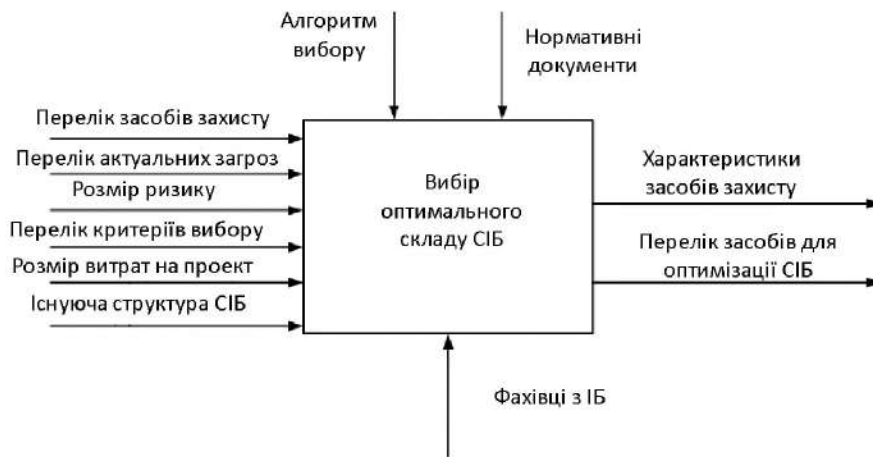 Алгоритм
вибору
Нормативні
документи
Перелік засобів захисту
Перелік актуальних загроз
Розмір ризику
Перелік критеріїв вибору
Розмір витрат на проект
Існуюча структура СІБ
Вибір
оптимального
складу СІБ
Характеристики
засобів захисту
Перелік засобів для
оптимізації СІБ
Фахівці з ІБ